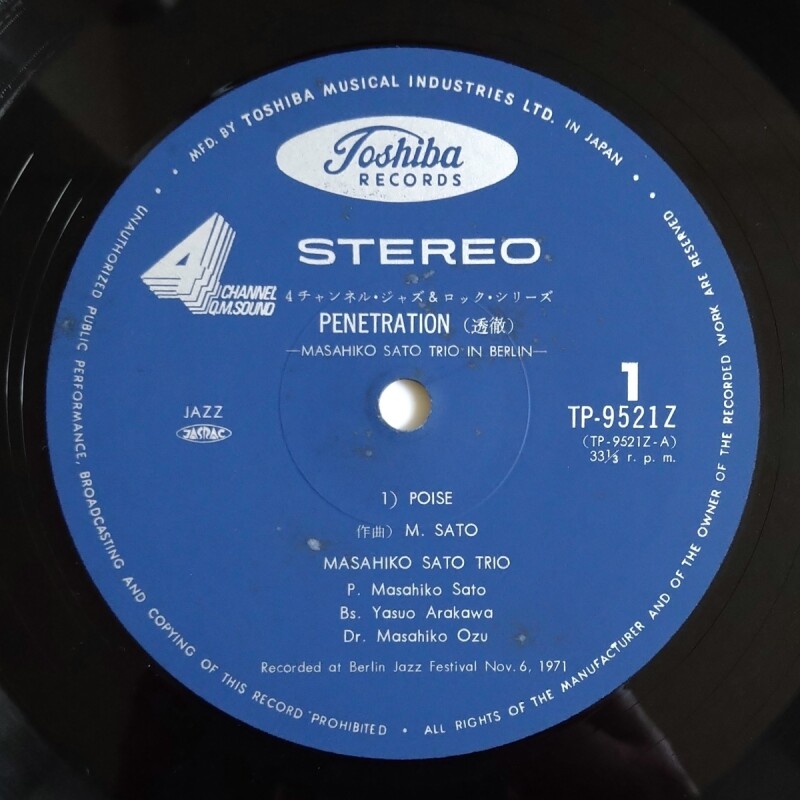 MFD. BY TOSHIBA MUSICAL INDUSTRIES LTD. IN JAPAN
Toshiba
RECORDS
STEREO
4 CHANNEL
Q.M.SOUND
4チャンネル・ジャズ&ロック・シリーズ
PENETRATION (透徹)
—MASAHIKO SATO TRIO IN BERLIN—
1
JAZZ
JASRAC
TP-9521Z
(TP-9521Z-A)
33⅓ r. p. m.
1) POISE
作曲) M. SATO
MASAHIKO SATO TRIO
P. Masahiko Sato
Bs. Yasuo Arakawa
Dr. Masahiko Ozu
Recorded at Berlin Jazz Festival Nov. 6, 1971
UNAUTHORIZED PUBLIC PERFORMANCE, BROADCASTING AND COPYING OF THIS RECORD PROHIBITED • ALL RIGHTS OF THE MANUFACTURER AND OF THE OWNER OF THE RECORDED WORK ARE RESERVED